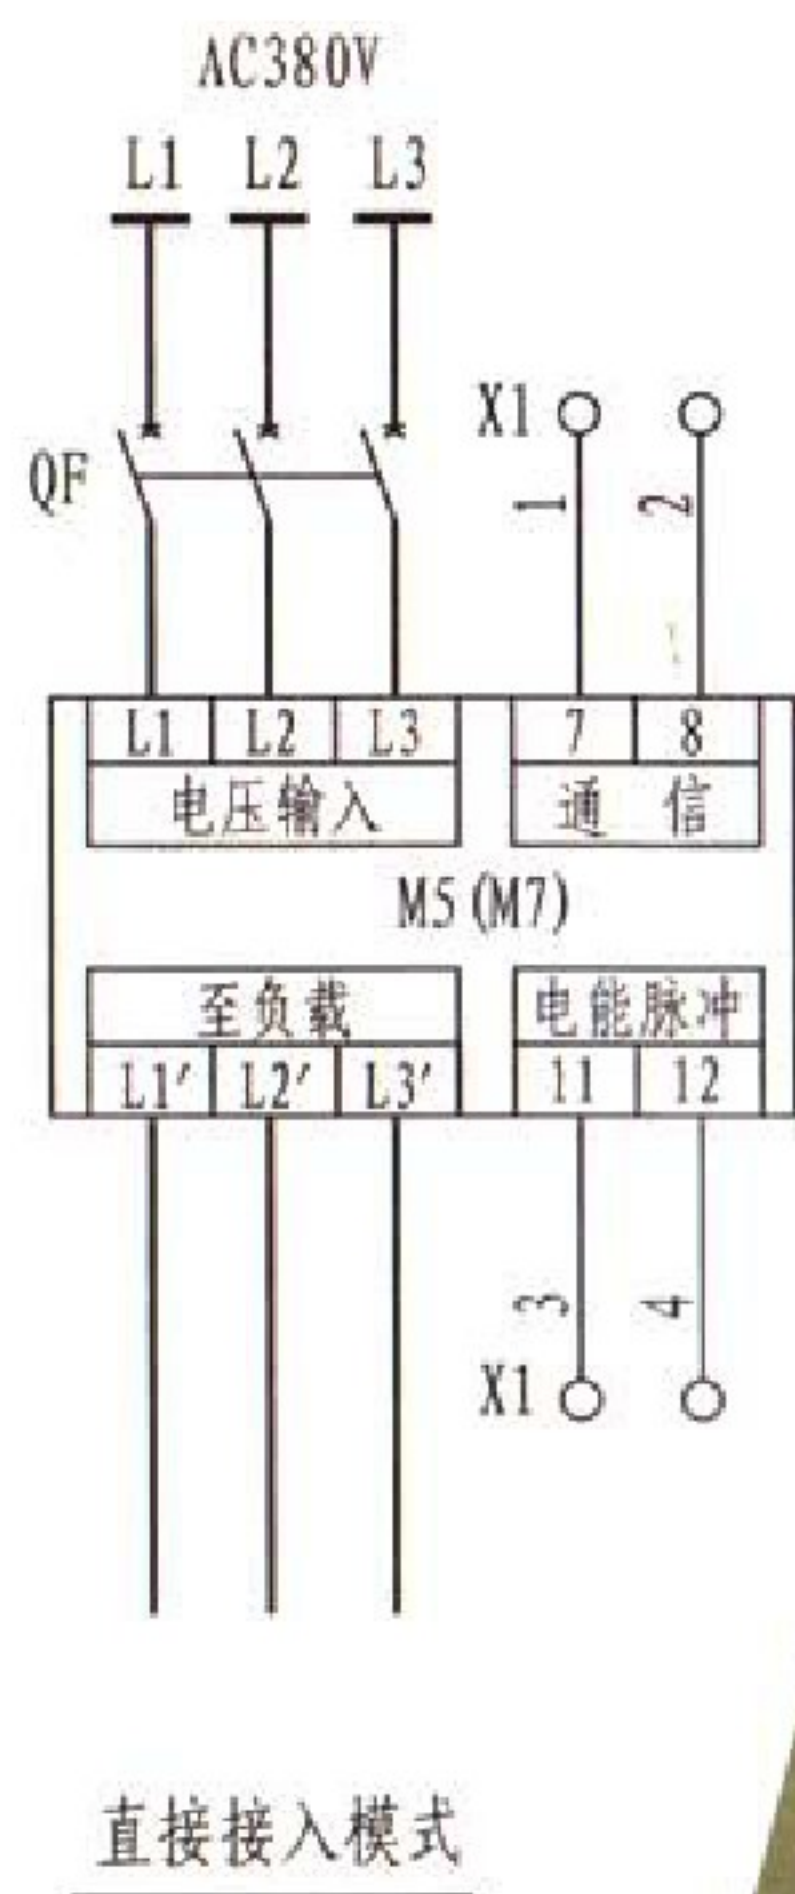 AC380V
L1 L2 L3
X1
QF
1 2
L1 L2 L3 7 8
电压输入 通 信
M5(M7)
至负载 电能脉冲
L1′ L2′ L3′ 11 12
3 4
X1
直接接入模式